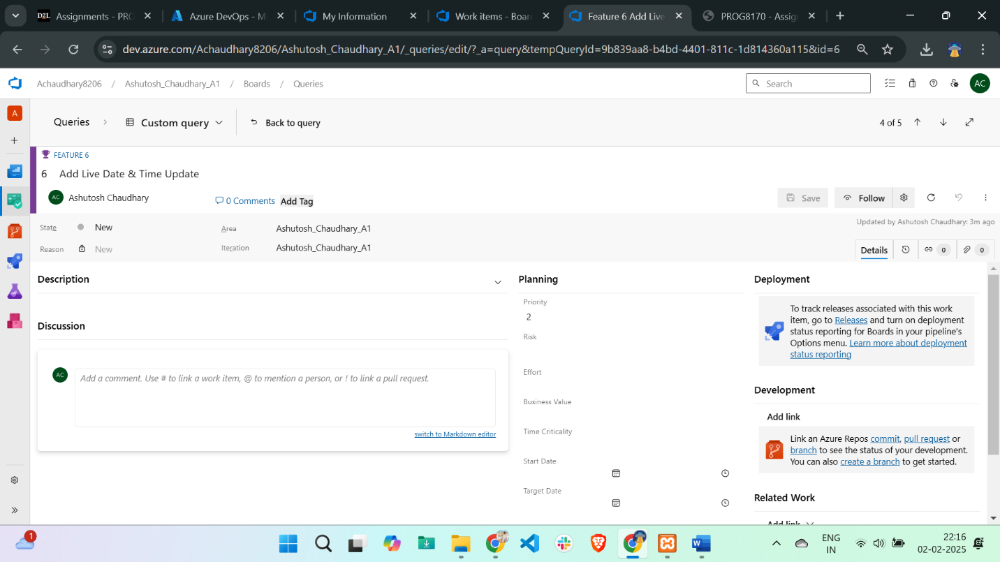 D2L Assignments - PRO
Azure DevOps - M
My Information
Work items - Board
Feature 6 Add Live
PROG8170 - Assig
dev.azure.com/Achaudhary8206/Ashutosh_Chaudhary_A1/_queries/edit/?_a=query&tempQueryId=9b839aa8-b4bd-4401-811c-1d814360a115&id=6
Achaudhary8206 / Ashutosh_Chaudhary_A1 / Boards / Queries
Search
AC
A
Queries
Custom query
Back to query
4 of 5
FEATURE 6
6 Add Live Date & Time Update
AC Ashutosh Chaudhary
0 Comments
Add Tag
Save
Follow
State New
Area Ashutosh_Chaudhary_A1
Updated by Ashutosh Chaudhary: 3m ago
Reason New
Iteration Ashutosh_Chaudhary_A1
Details
0
0
Description
Discussion
AC
Add a comment. Use # to link a work item, @ to mention a person, or ! to link a pull request.
switch to Markdown editor
Planning
Priority
2
Risk
Effort
Business Value
Time Criticality
Start Date
Target Date
Deployment
To track releases associated with this work
item, go to Releases and turn on deployment
status reporting for Boards in your pipeline's
Options menu. Learn more about deployment
status reporting
Development
Add link
Link an Azure Repos commit, pull request or
branch to see the status of your development.
You can also create a branch to get started.
Related Work
Add link
1
ENG
IN
22:16
02-02-2025